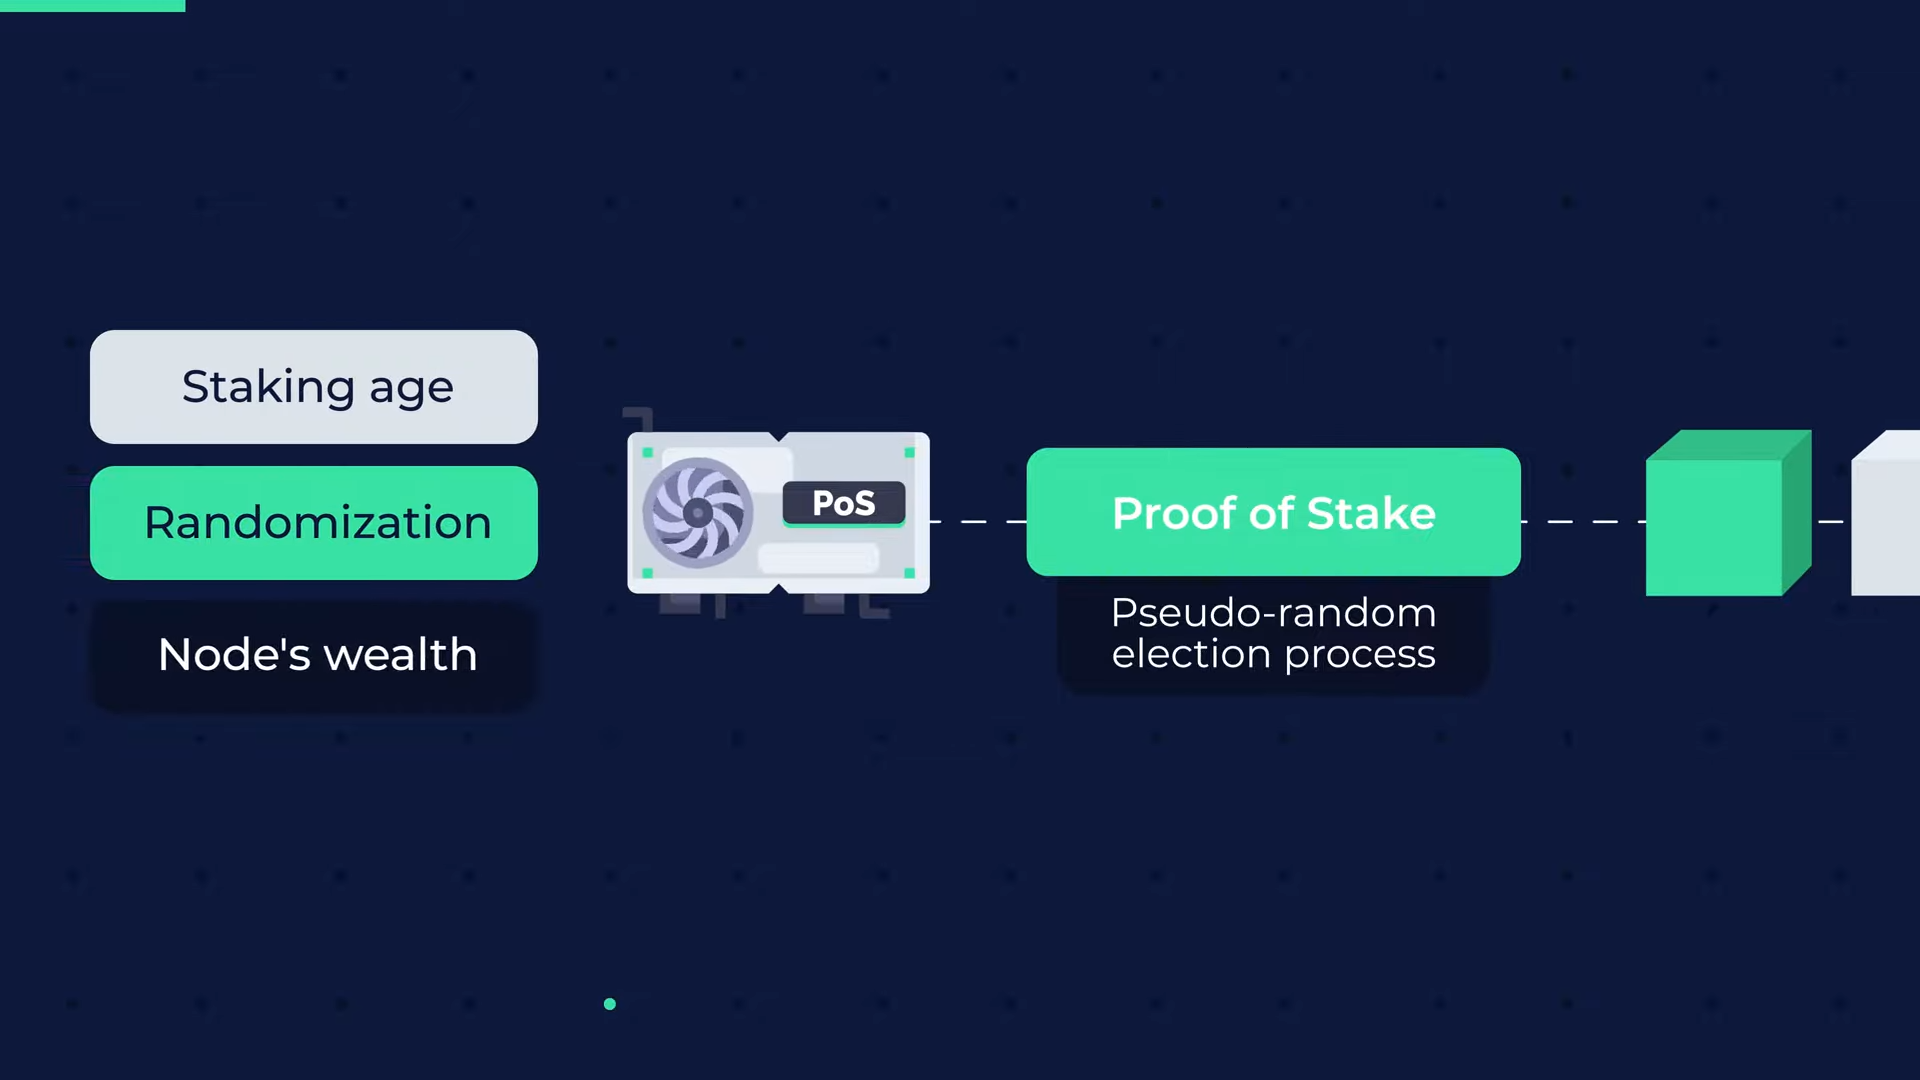 Staking age
Randomization
Node's wealth
PoS
Proof of Stake
Pseudo-random
election process